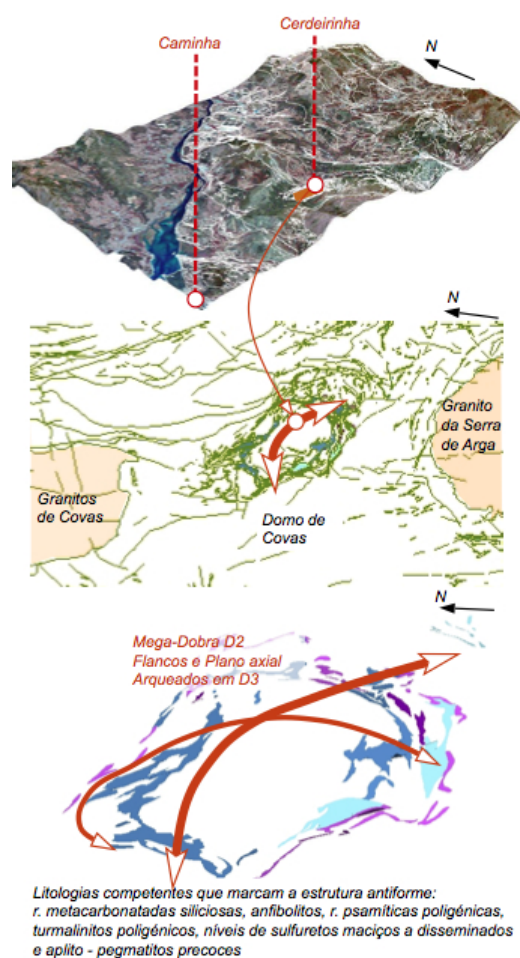 Cerdeirinha
Caminha
N
N
Granito
da Serra
de Arga
Granitos
de Covas
Domo de
Covas
N
Mega-Dobra D2
Flancos e Plano axial
Arqueados em D3
Litologias competentes que marcam a estrutura antiforme:
r. metacarbonatadas siliciosas, anfibolitos, r. psamíticas poligénicas,
turmalinitos poligénicos, níveis de sulfuretos maciços a disseminados
e aplito - pegmatitos precoces